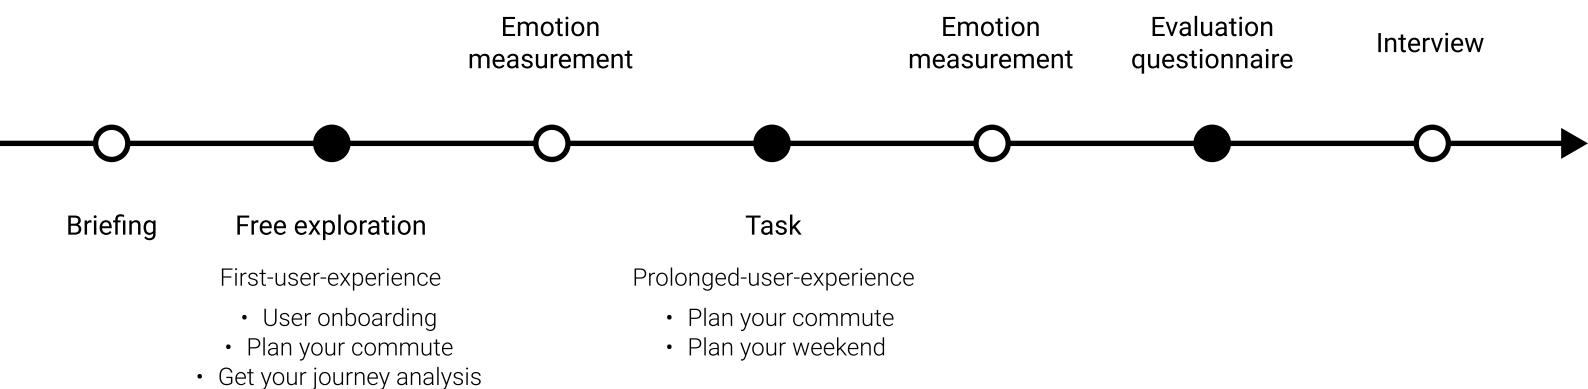 Emotion
measurement
Emotion
measurement
Evaluation
questionnaire
Interview
Briefing
Free exploration
First-user-experience
• User onboarding
• Plan your commute
• Get your journey analysis
Task
Prolonged-user-experience
• Plan your commute
• Plan your weekend